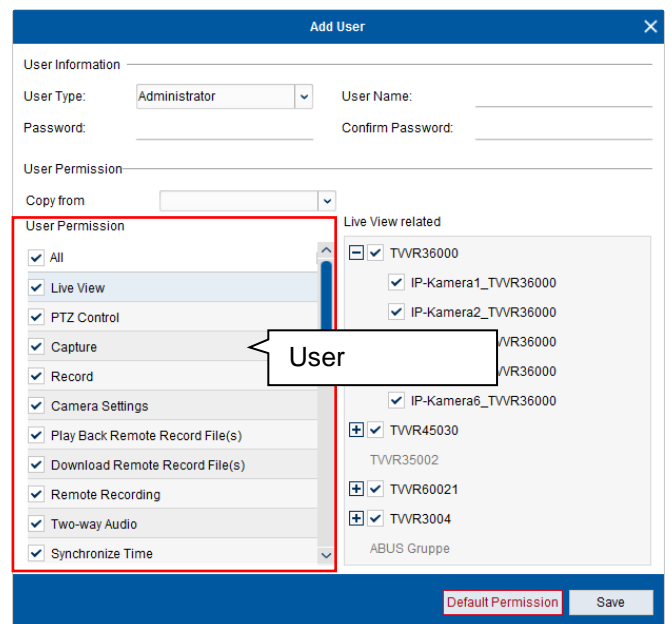 Add User
User Information
User Type: Administrator User Name:
Password: Confirm Password:
User Permission
Copy from
User Permission
All
Live View
PTZ Control
Capture
Record
Camera Settings
Play Back Remote Record File(s)
Download Remote Record File(s)
Remote Recording
Two-way Audio
Synchronize Time
User
Live View related
TVVR36000
IP-Kamera1_TVVR36000
IP-Kamera2_TVVR36000
VVR36000
VVR36000
IP-Kamera6_TVVR36000
TVVR45030
TVVR35002
TVVR60021
TVVR3004
ABUS Gruppe
Default Permission Save